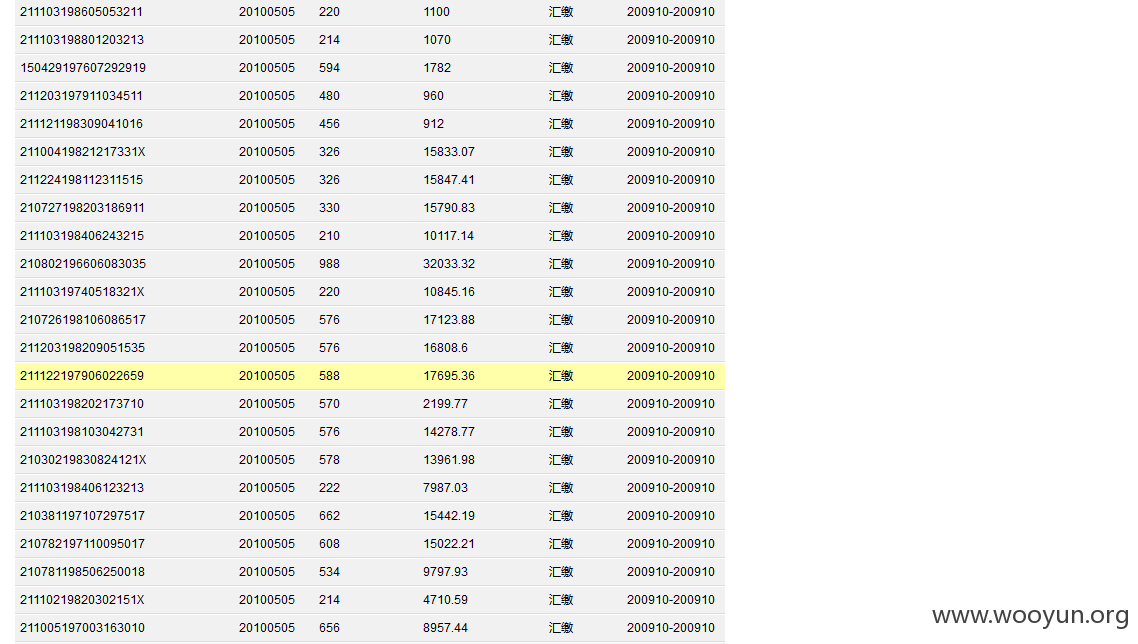 211103198605053211 20100505 220 1100 汇缴 200910-200910
211103198801203213 20100505 214 1070 汇缴 200910-200910
150429197607292919 20100505 594 1782 汇缴 200910-200910
211203197911034511 20100505 480 960 汇缴 200910-200910
211121198309041016 20100505 456 912 汇缴 200910-200910
21100419821217331X 20100505 326 15833.07 汇缴 200910-200910
211224198112311515 20100505 326 15847.41 汇缴 200910-200910
210727198203186911 20100505 330 15790.83 汇缴 200910-200910
211103198406243215 20100505 210 10117.14 汇缴 200910-200910
210802196606083035 20100505 988 32033.32 汇缴 200910-200910
21110319740518321X 20100505 220 10845.16 汇缴 200910-200910
210726198106086517 20100505 576 17123.88 汇缴 200910-200910
211203198209051535 20100505 576 16808.6 汇缴 200910-200910
211122197906022659 20100505 588 17695.36 汇缴 200910-200910
211103198202173710 20100505 570 2199.77 汇缴 200910-200910
211103198103042731 20100505 576 14278.77 汇缴 200910-200910
21030219830824121X 20100505 578 13961.98 汇缴 200910-200910
211103198406123213 20100505 222 7987.03 汇缴 200910-200910
210381197107297517 20100505 662 15442.19 汇缴 200910-200910
210782197110095017 20100505 608 15022.21 汇缴 200910-200910
210781198506250018 20100505 534 9797.93 汇缴 200910-200910
21110219820302151X 20100505 214 4710.59 汇缴 200910-200910
211005197003163010 20100505 656 8957.44 汇缴 200910-200910
www.wooyun.org